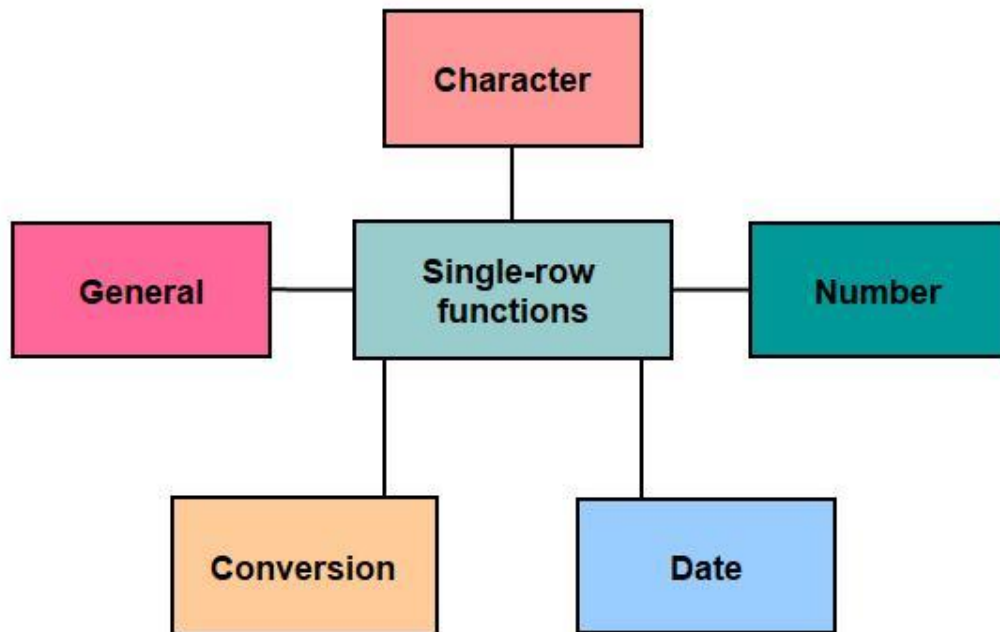 Character
General
Single-row
functions
Number
Conversion
Date